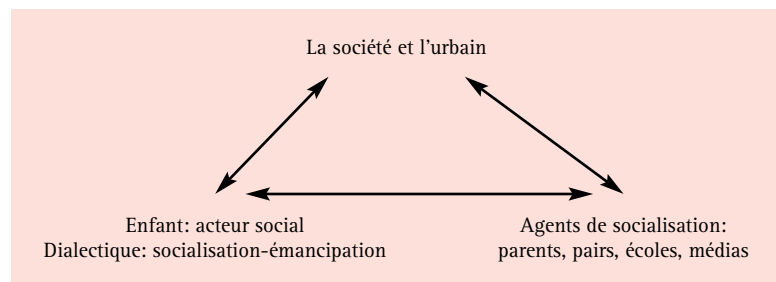 La société et l'urbain
Enfant: acteur social
Dialectique: socialisation-émancipation
Agents de socialisation:
parents, pairs, écoles, médias